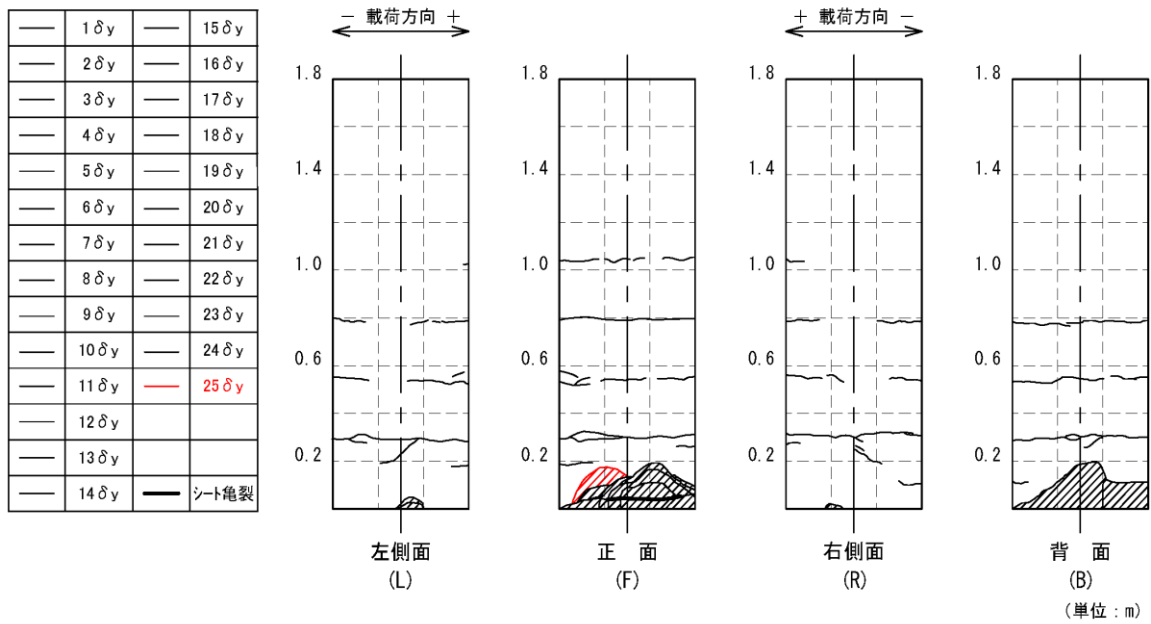 1δy 15δy
2δy 16δy
3δy 17δy
4δy 18δy
5δy 19δy
6δy 20δy
7δy 21δy
8δy 22δy
9δy 23δy
10δy 24δy
11δy 25δy
12δy
13δy
14δy シート亀裂
− 載荷方向 +
1.8
1.4
1.0
0.6
0.2
左側面
(L)
1.8
1.4
1.0
0.6
0.2
正 面
(F)
+ 載荷方向 −
1.8
1.4
1.0
0.6
0.2
右側面
(R)
1.8
1.4
1.0
0.6
0.2
背 面
(B)
(単位:m)